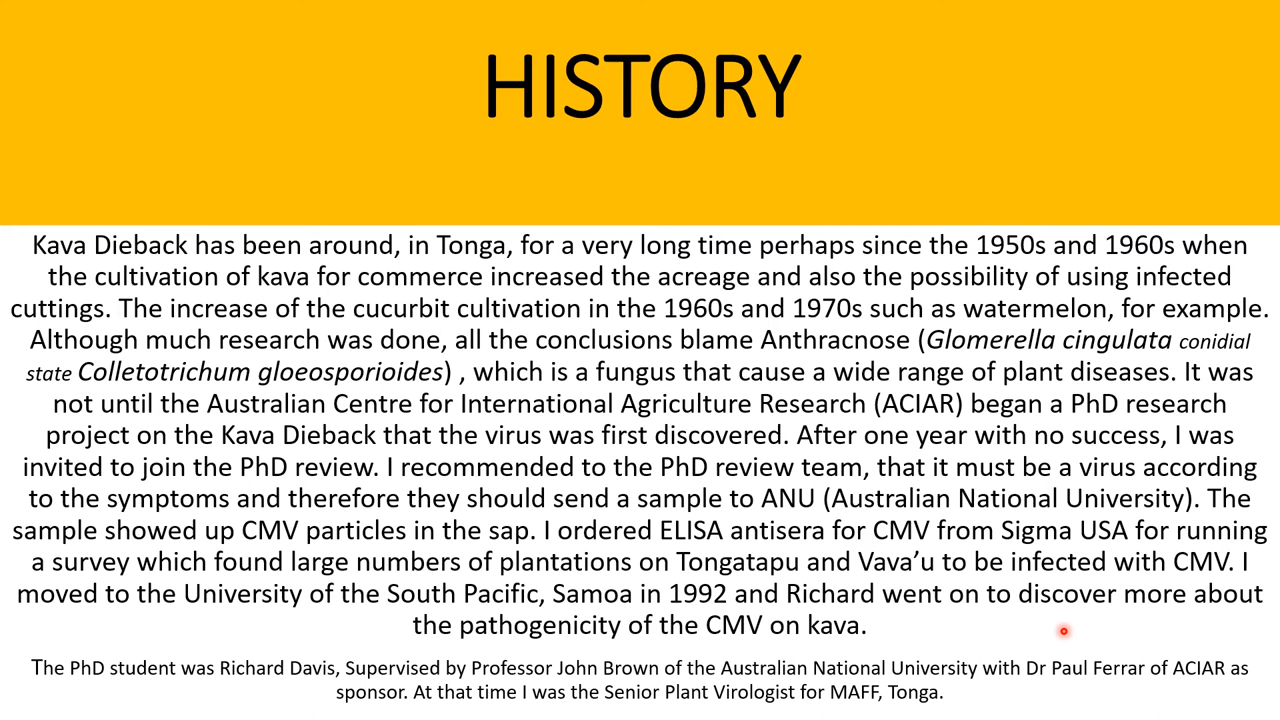 HISTORY
Kava Dieback has been around, in Tonga, for a very long time perhaps since the 1950s and 1960s when
the cultivation of kava for commerce increased the acreage and also the possibility of using infected
cuttings. The increase of the cucurbit cultivation in the 1960s and 1970s such as watermelon, for example.
Although much research was done, all the conclusions blame Anthracnose (Glomerella cingulata conidial
state Colletotrichum gloeosporioides) , which is a fungus that cause a wide range of plant diseases. It was
not until the Australian Centre for International Agriculture Research (ACIAR) began a PhD research
project on the Kava Dieback that the virus was first discovered. After one year with no success, I was
invited to join the PhD review. I recommended to the PhD review team, that it must be a virus according
to the symptoms and therefore they should send a sample to ANU (Australian National University). The
sample showed up CMV particles in the sap. I ordered ELISA antisera for CMV from Sigma USA for running
a survey which found large numbers of plantations on Tongatapu and Vava’u to be infected with CMV. I
moved to the University of the South Pacific, Samoa in 1992 and Richard went on to discover more about
the pathogenicity of the CMV on kava.
The PhD student was Richard Davis, Supervised by Professor John Brown of the Australian National University with Dr Paul Ferrar of ACIAR as
sponsor. At that time I was the Senior Plant Virologist for MAFF, Tonga.